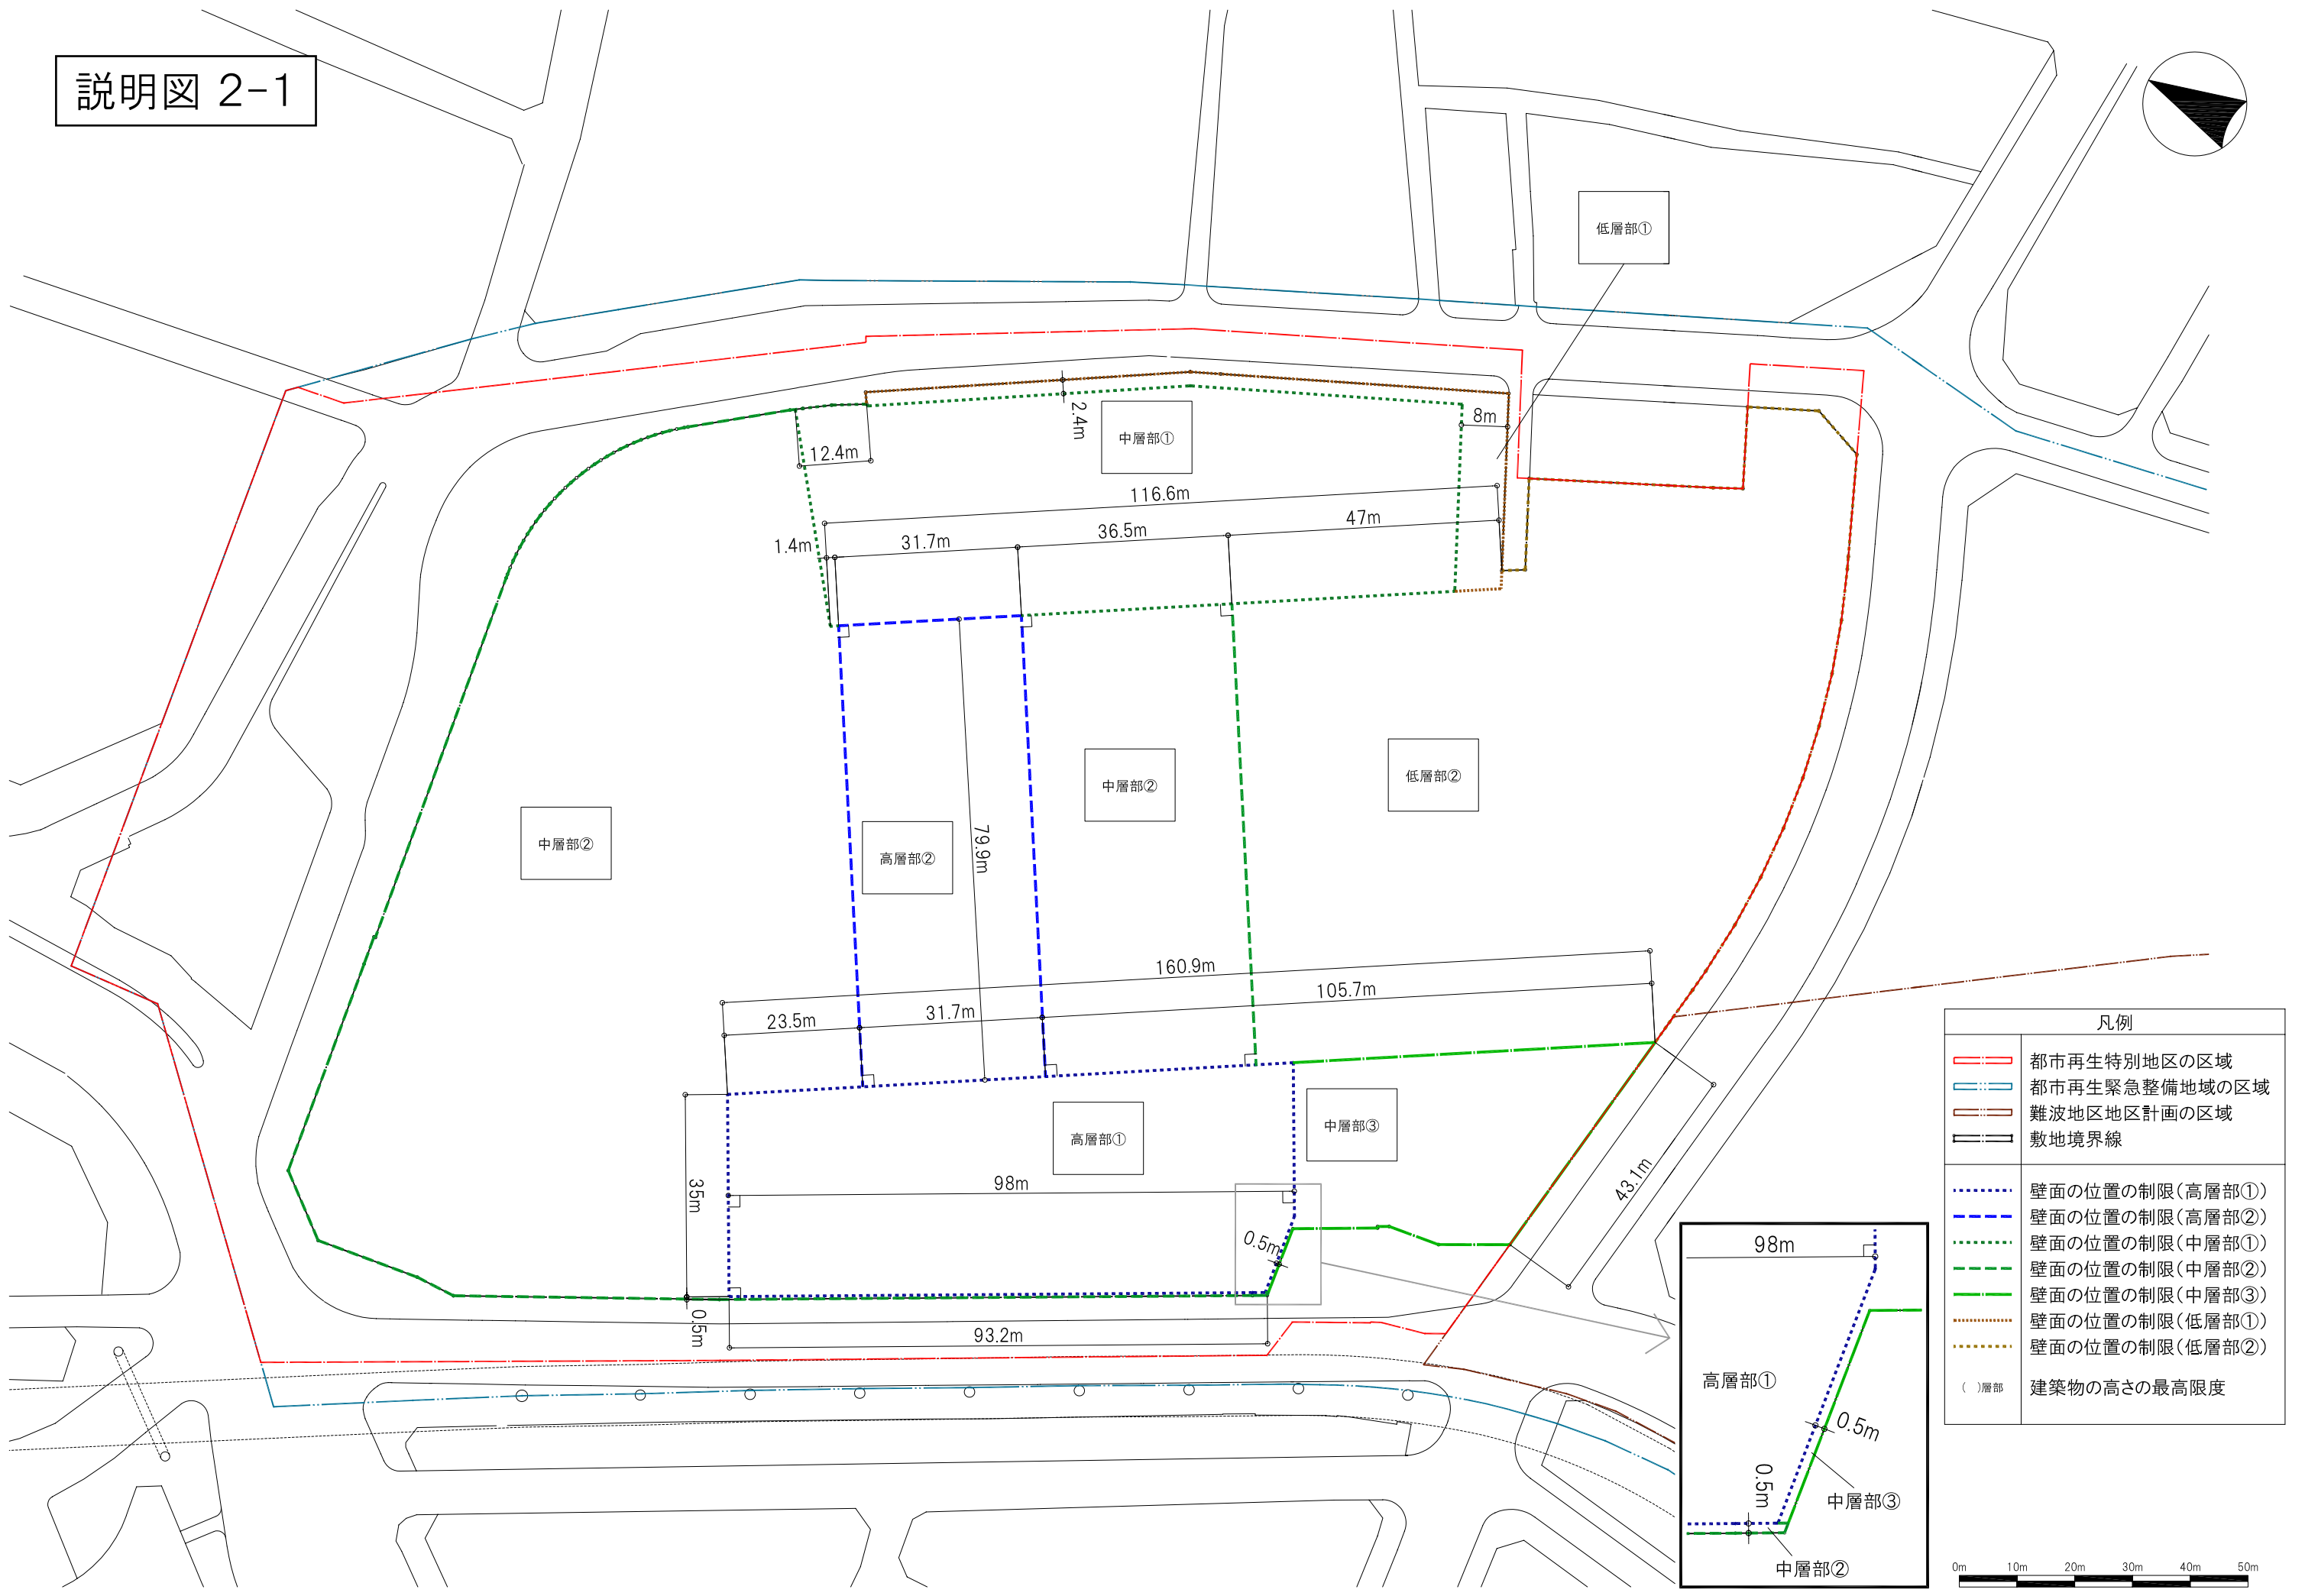 説明図 2-1
低層部①
2.4m
中層部①
8m
12.4m
116.6m
1.4m
31.7m
36.5m
47m
中層部②
高層部②
79.9m
中層部②
低層部②
160.9m
23.5m
31.7m
105.7m
高層部①
中層部③
35m
98m
43.1m
0.5m
0.5m
93.2m
98m
高層部①
0.5m
0.5m
中層部③
中層部②
凡例
都市再生特別地区の区域
都市再生緊急整備地域の区域
難波地区地区計画の区域
敷地境界線
壁面の位置の制限(高層部①)
壁面の位置の制限(高層部②)
壁面の位置の制限(中層部①)
壁面の位置の制限(中層部②)
壁面の位置の制限(中層部③)
壁面の位置の制限(低層部①)
壁面の位置の制限(低層部②)
( )層部 建築物の高さの最高限度
0m 10m 20m 30m 40m 50m